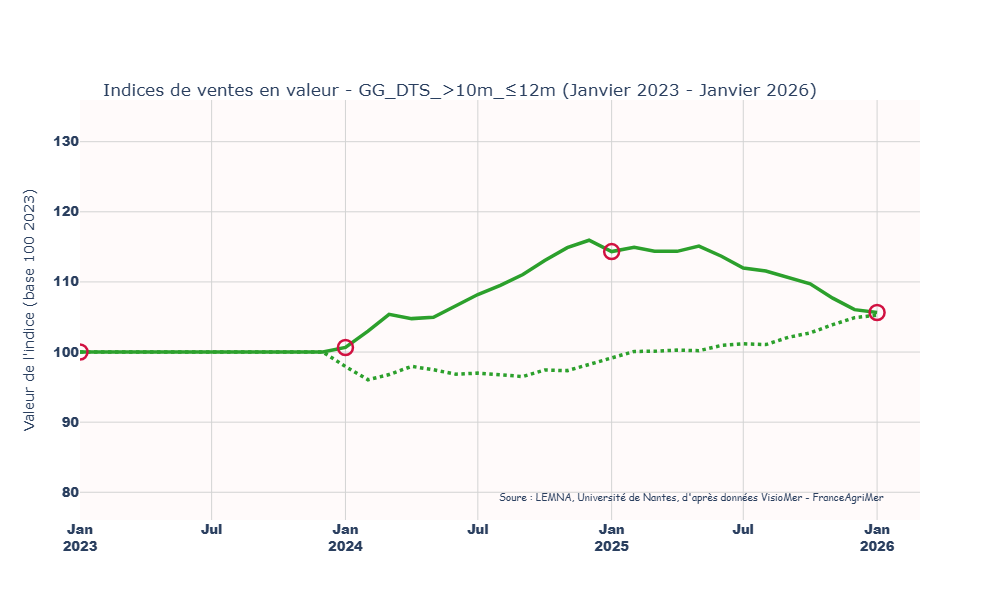 Indices de ventes en valeur - GG_DTS_>10m_≤12m (Janvier 2023 - Janvier 2026)
Valeur de l'indice (base 100 2023)
130
120
110
100
90
80
Soure : LEMNA, Université de Nantes, d'après données VisioMer - FranceAgriMer
Jan
2023
Jul
Jan
2024
Jul
Jan
2025
Jul
Jan
2026